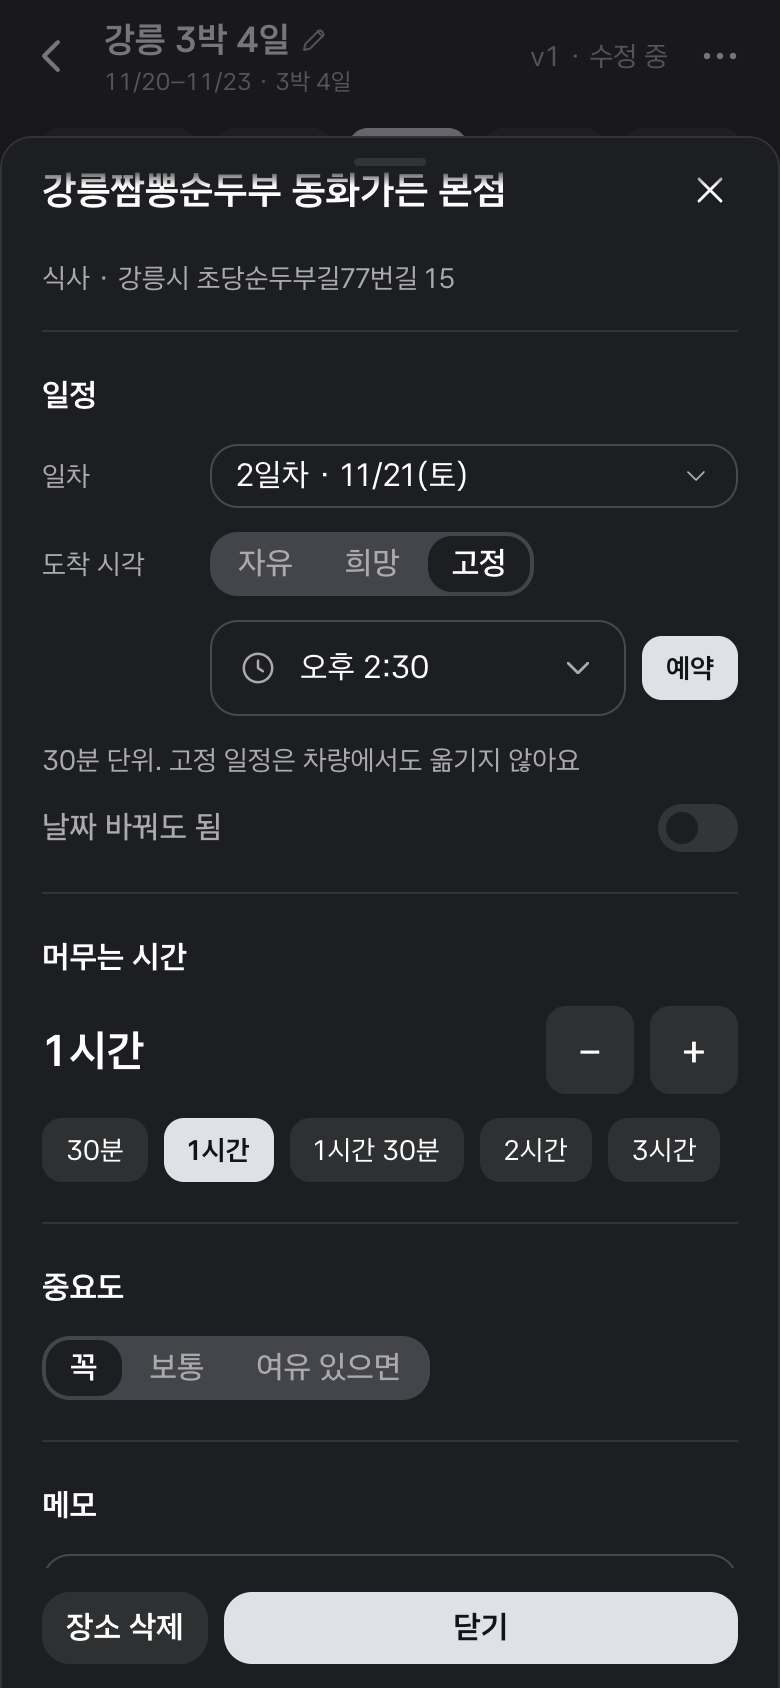 강릉 3박 4일
v1 · 수정 중
11/20–11/23 · 3박 4일
강릉짬뽕순두부 동화가든 본점
식사 · 강릉시 초당순두부길77번길 15
일정
일차
2일차 · 11/21(토)
도착 시각
자유 희망 고정
오후 2:30
예약
30분 단위. 고정 일정은 차량에서도 옮기지 않아요
날짜 바꿔도 됨
머무는 시간
1시간
− +
30분 1시간 1시간 30분 2시간 3시간
중요도
꼭 보통 여유 있으면
메모
장소 삭제 닫기